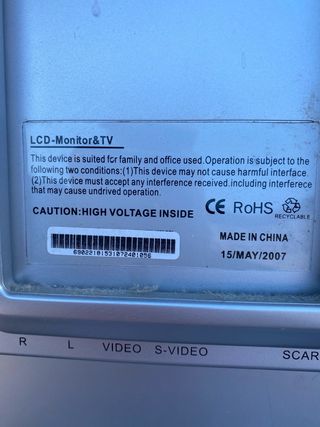 LCD-Monitor&TV
This device is suited for family and office used.Operation is subject to the
following two conditions:(1)This device may not cause harmful interface.
(2)This device must accept any interference received.including interferece
that may cause undrived operation.
CAUTION:HIGH VOLTAGE INSIDE
CE RoHS
RECYCLABLE
MADE IN CHINA
15/MAY/2007
R L VIDEO S-VIDEO SCAR